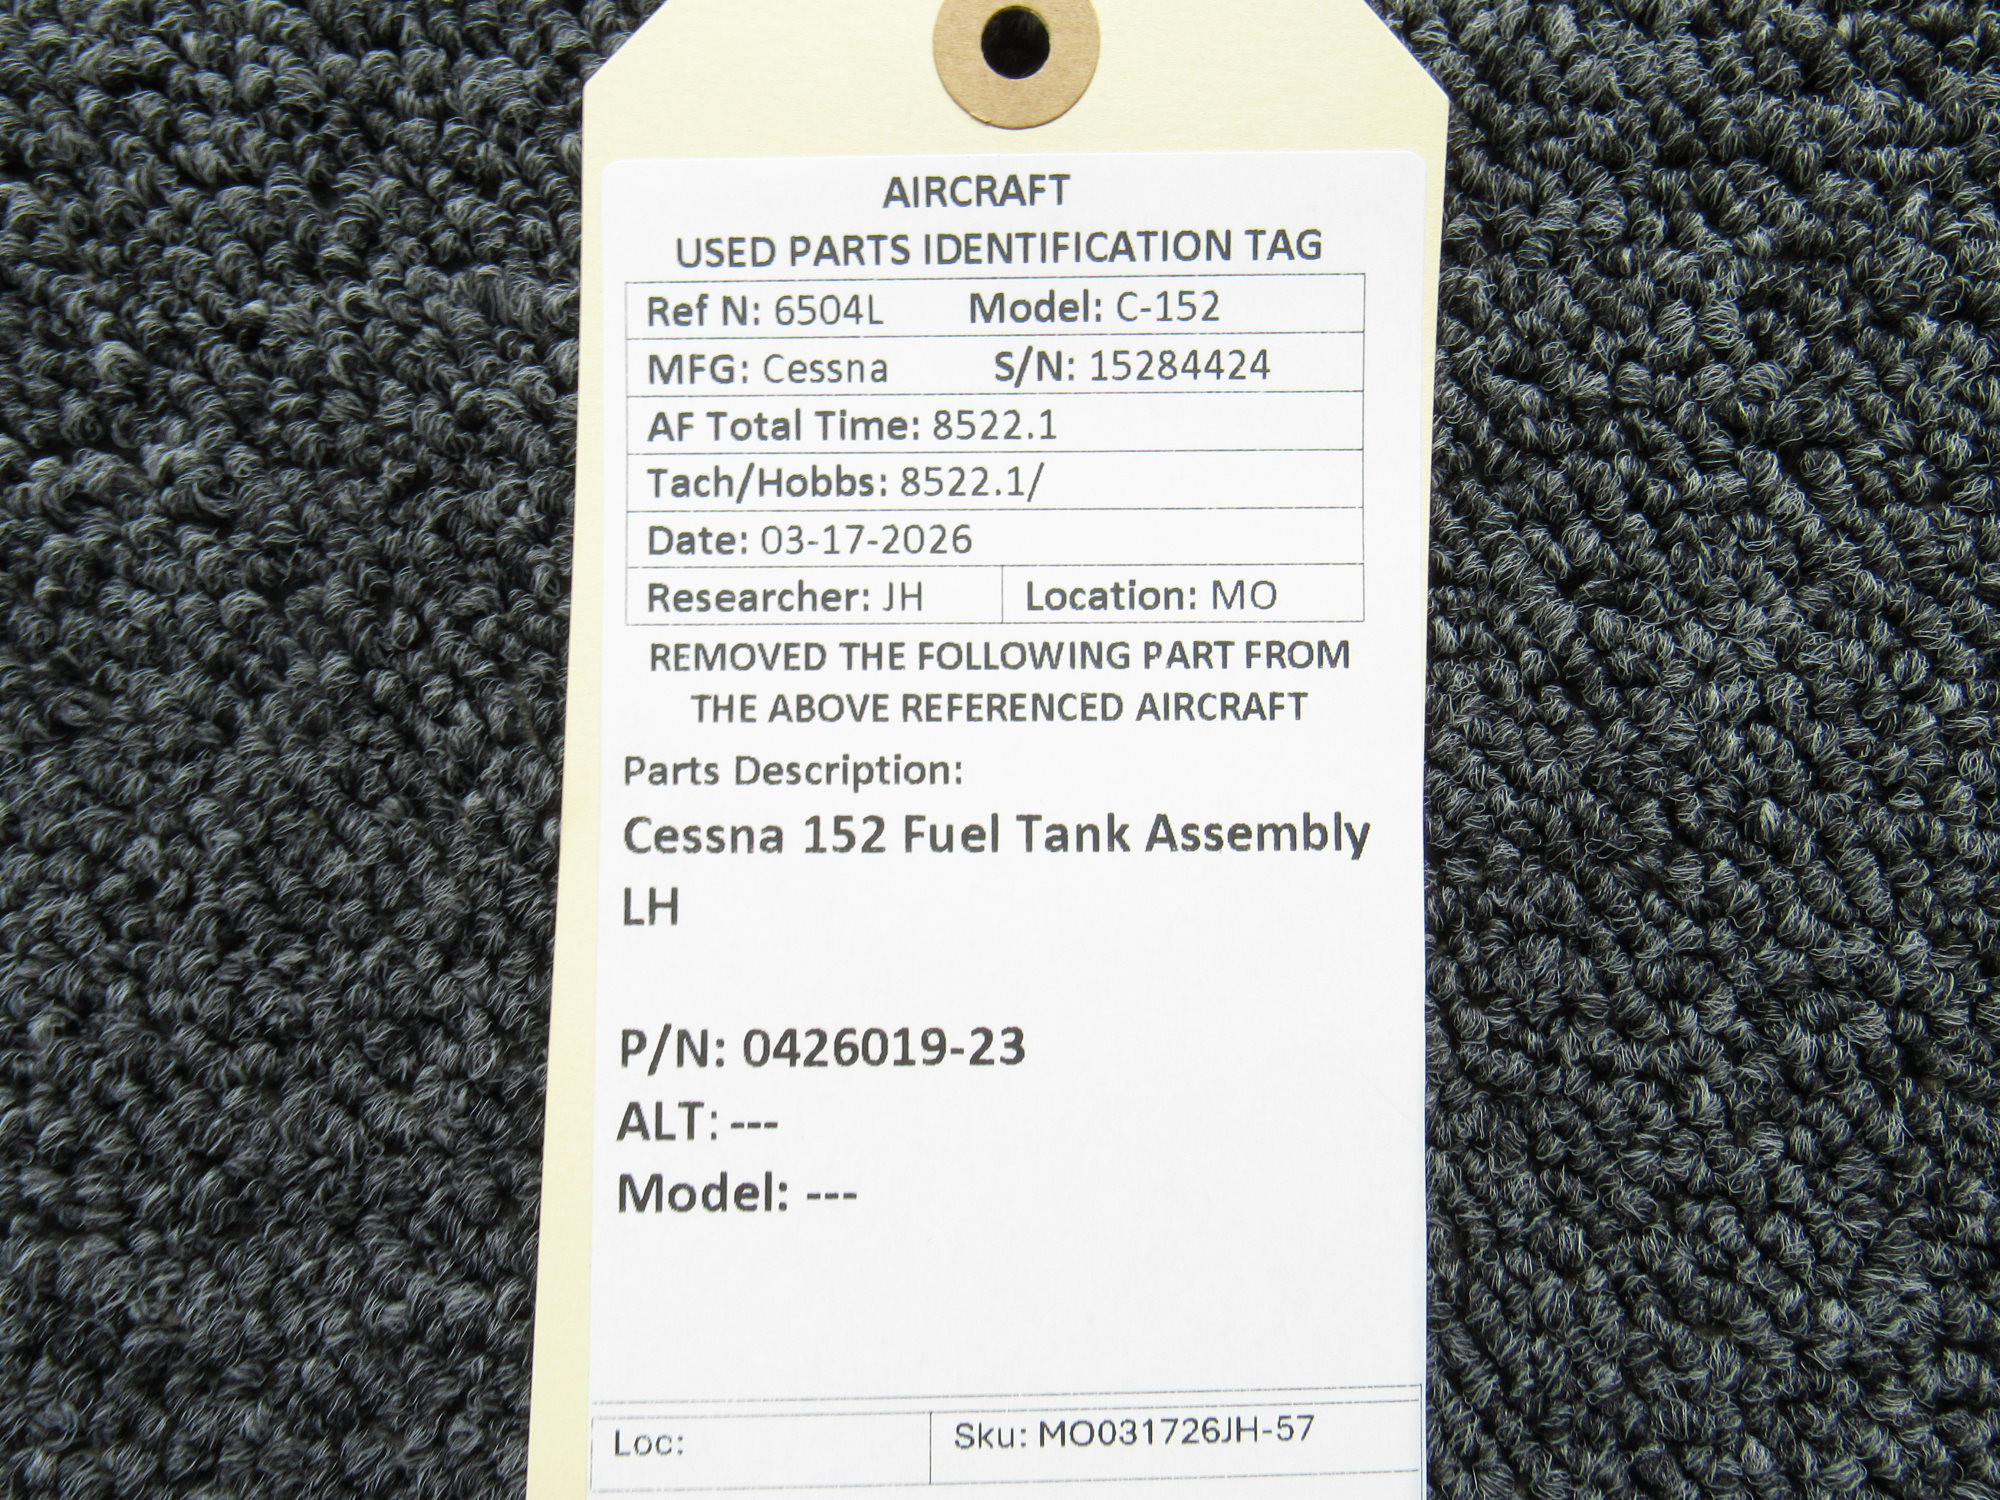 AIRCRAFT
USED PARTS IDENTIFICATION TAG
Ref N: 6504L Model: C-152
MFG: Cessna S/N: 15284424
AF Total Time: 8522.1
Tach/Hobbs: 8522.1/
Date: 03-17-2026
Researcher: JH Location: MO
REMOVED THE FOLLOWING PART FROM
THE ABOVE REFERENCED AIRCRAFT
Parts Description:
Cessna 152 Fuel Tank Assembly
LH
P/N: 0426019-23
ALT: ---
Model: ---
Loc: Sku: MO031726JH-57